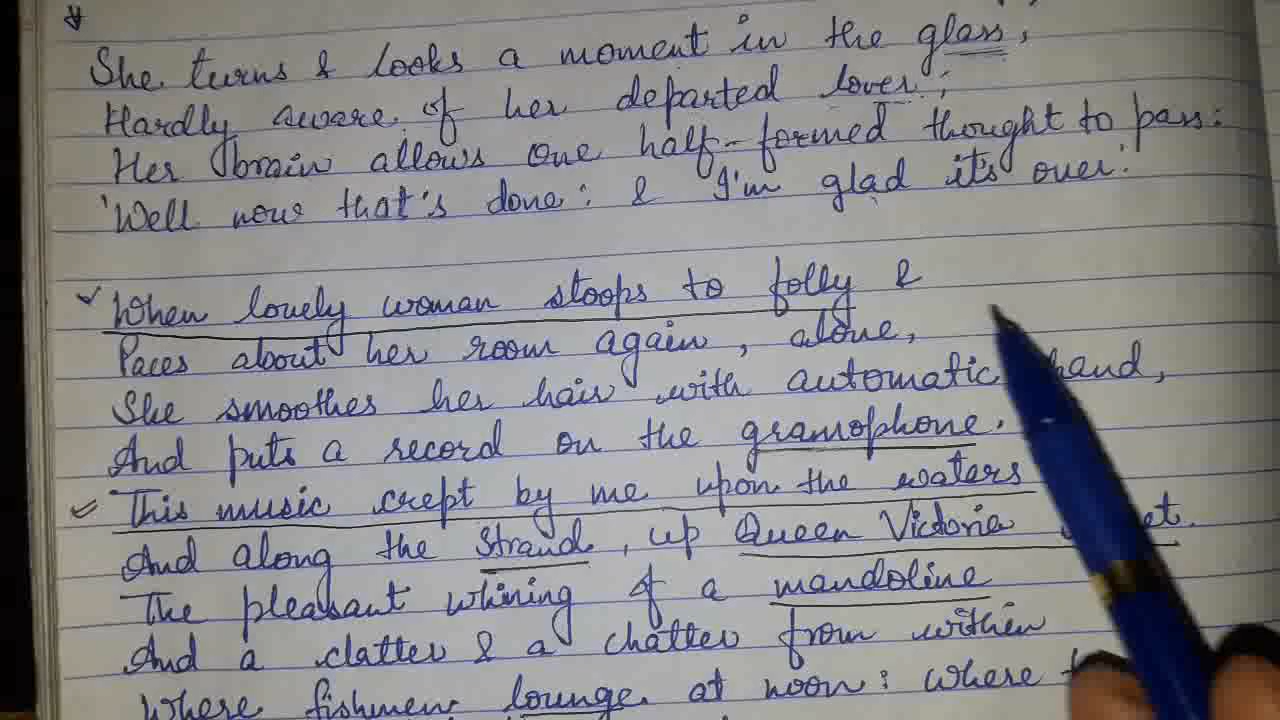 She turns & looks a moment in the glass,
Hardly aware of her departed lover;
Her brain allows one half-formed thought to pass:
'Well now that's done: & I'm glad it's over.'
When lovely woman stoops to folly &
Paces about her room again, alone,
She smoothes her hair with automatic hand,
And puts a record on the gramophone.
This music crept by me upon the waters
And along the Strand, up Queen Victoria
The pleasant whining of a mandoline
And a clatter & a chatter from within
Where fishmen lounge at noon: where